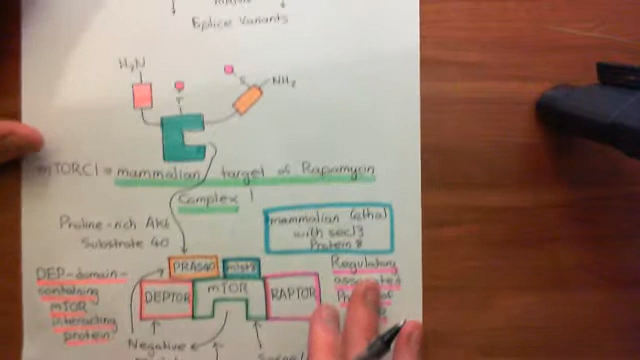 Splice Variants
H₂N
S
NH₂
T
mTORC1 = mammalian target of Rapamycin
Complex 1
Proline-rich Akt
Substrate 40
mammalian lethal
with sec13
Protein 8
PRAS40
DEPTOR
mTOR
RAPTOR
DEP-domain-
containing
mTOR
interacting
protein
Regulatory
associated
Negative